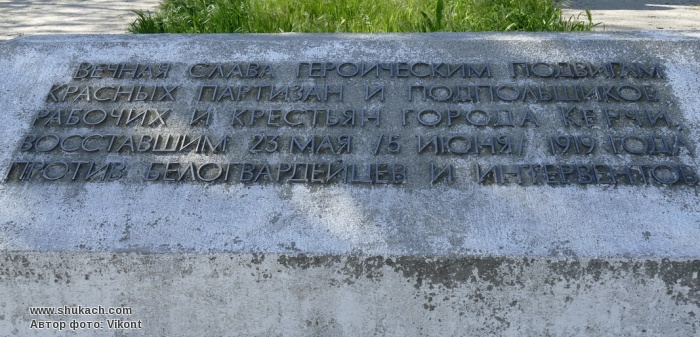 ВЕЧНАЯ СЛАВА ГЕРОИЧЕСКИМ ПОДВИГАМ
КРАСНЫХ ПАРТИЗАН И ПОДПОЛЬЩИКОВ
РАБОЧИХ И КРЕСТЬЯН ГОРОДА КЕРЧИ,
ВОССТАВШИМ 23 МАЯ /5 ИЮНЯ/ 1919 ГОДА
ПРОТИВ БЕЛОГВАРДЕЙЦЕВ И ИНТЕРВЕНТОВ
www.shukach.com
Автор фото: Vikont